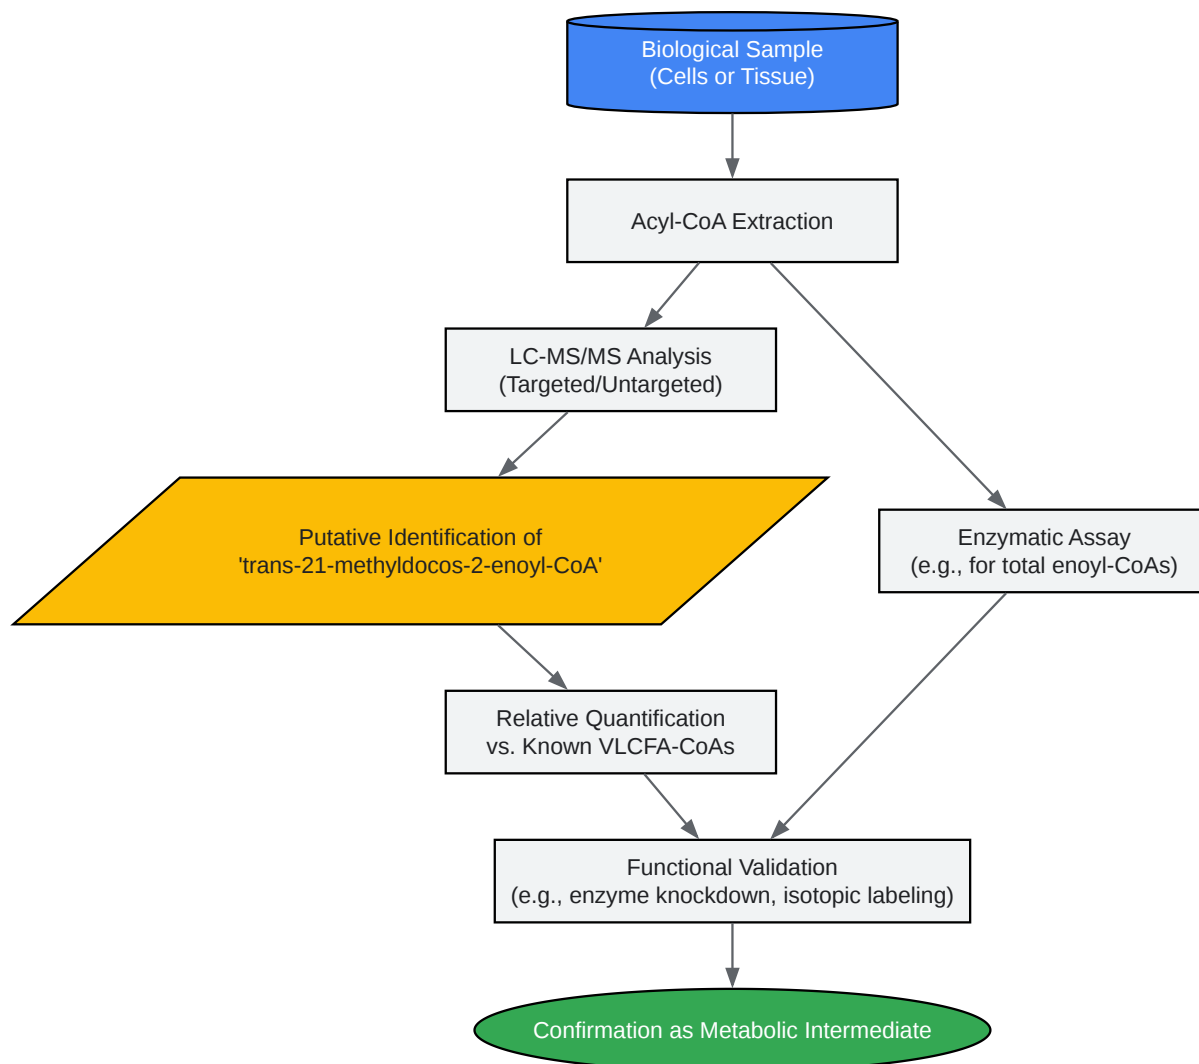 Biological Sample
(Cells or Tissue)
Acyl-CoA Extraction
LC-MS/MS Analysis
(Targeted/Untargeted)
Putative Identification of
'trans-21-methyldocos-2-enoyl-CoA'
Enzymatic Assay
(e.g., for total enoyl-CoAs)
Relative Quantification
vs. Known VLCFA-CoAs
Functional Validation
(e.g., enzyme knockdown, isotopic labeling)
Confirmation as Metabolic Intermediate